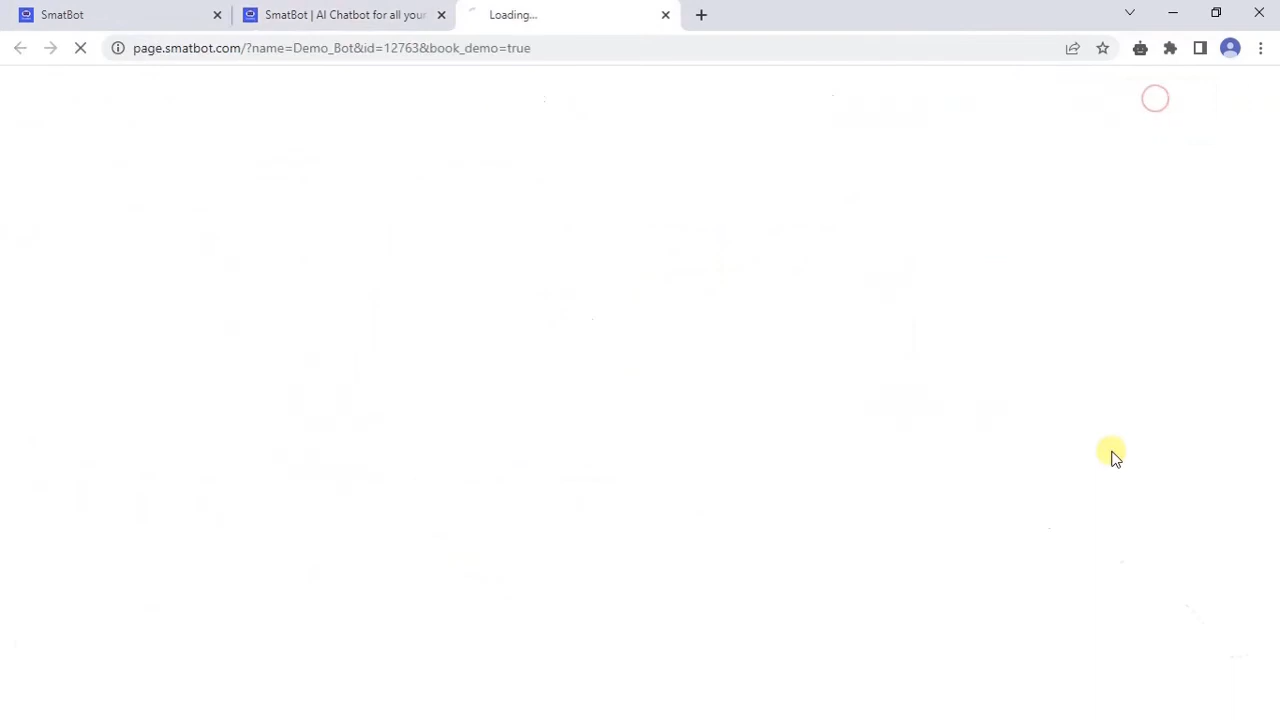 SmatBot
SmatBot | AI Chatbot for all your
Loading...
page.smatbot.com/?name=Demo_Bot&id=12763&book_demo=true